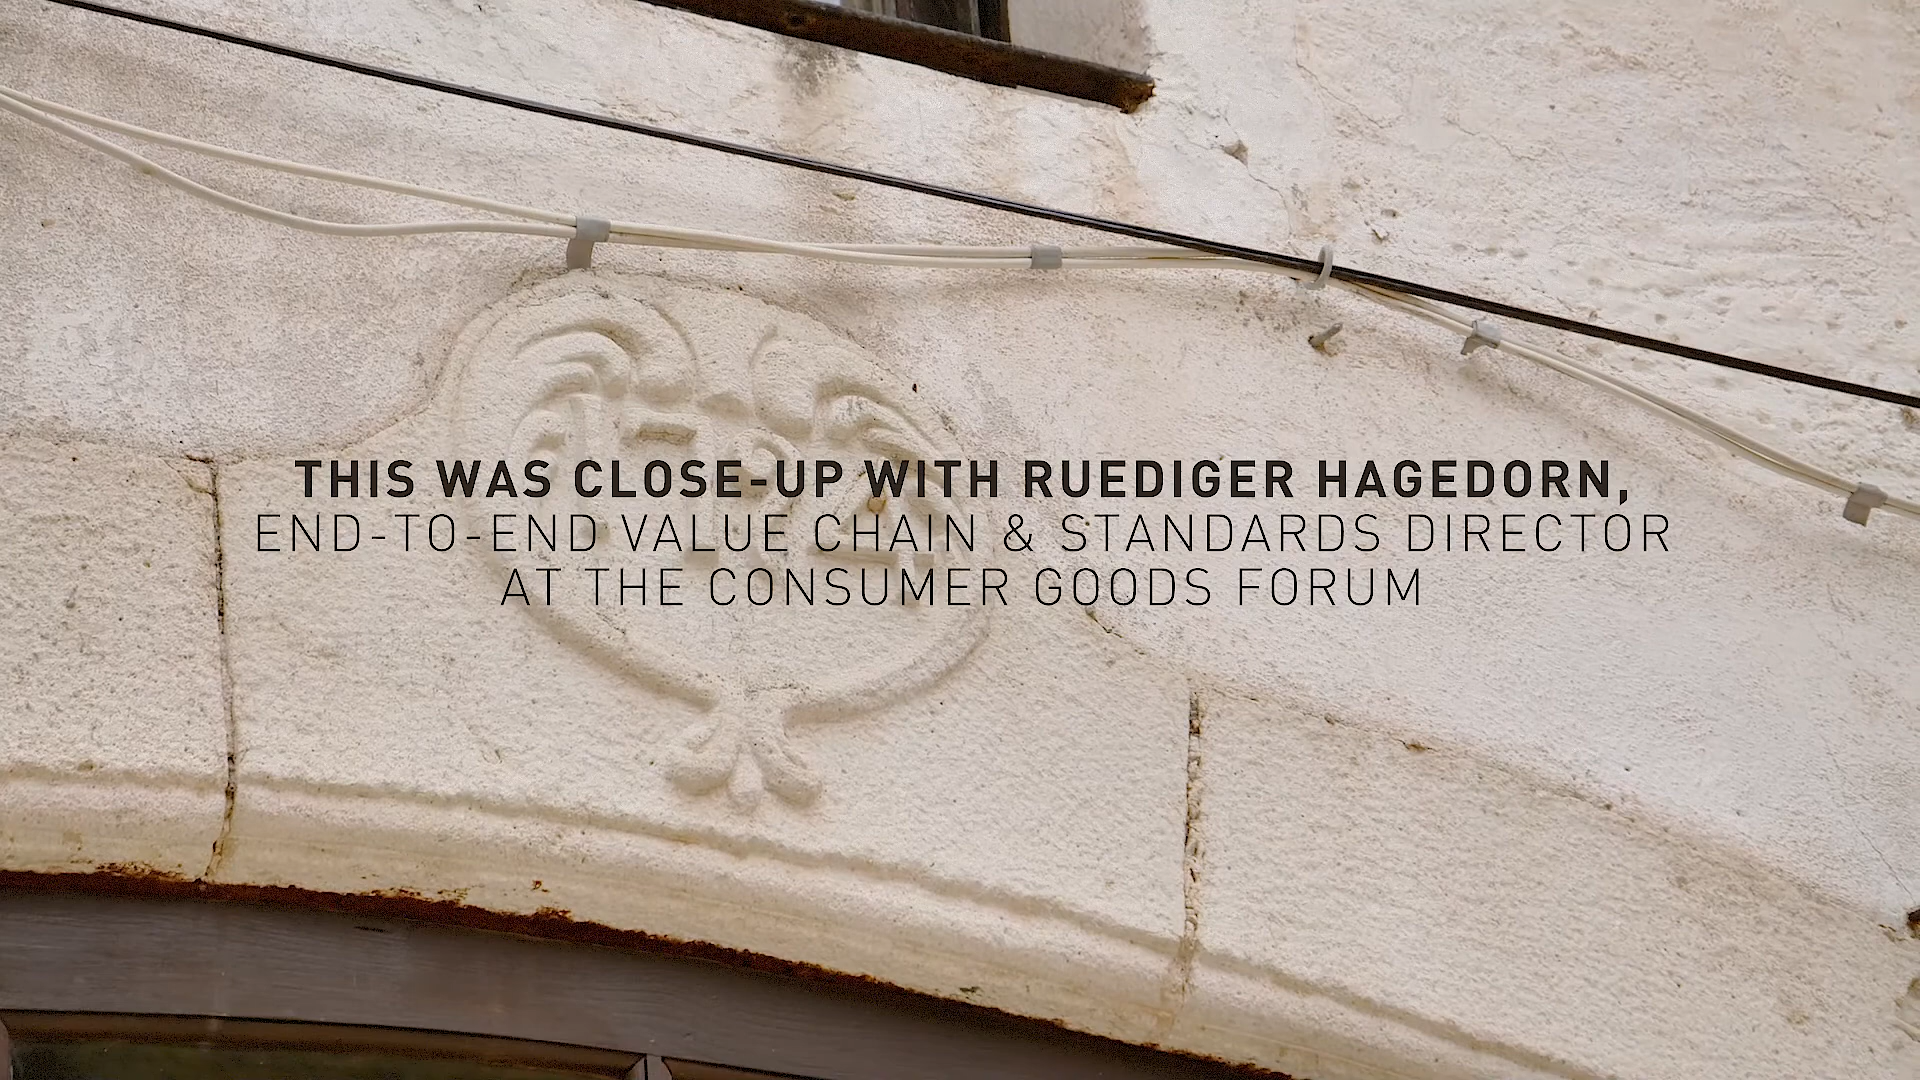 THIS WAS CLOSE-UP WITH RUEDIGER HAGEDORN,
END-TO-END VALUE CHAIN & STANDARDS DIRECTOR
AT THE CONSUMER GOODS FORUM